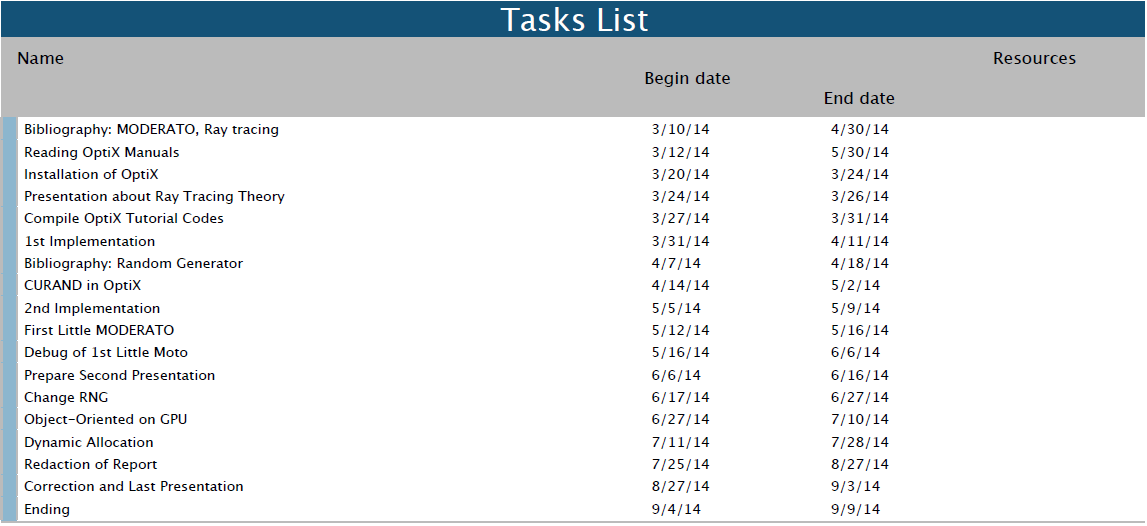 Tasks List
Name Resources
Begin date
End date
Bibliography: MODERATO, Ray tracing 3/10/14 4/30/14
Reading OptiX Manuals 3/12/14 5/30/14
Installation of OptiX 3/20/14 3/24/14
Presentation about Ray Tracing Theory 3/24/14 3/26/14
Compile OptiX Tutorial Codes 3/27/14 3/31/14
1st Implementation 3/31/14 4/11/14
Bibliography: Random Generator 4/7/14 4/18/14
CURAND in OptiX 4/14/14 5/2/14
2nd Implementation 5/5/14 5/9/14
First Little MODERATO 5/12/14 5/16/14
Debug of 1st Little Moto 5/16/14 6/6/14
Prepare Second Presentation 6/6/14 6/16/14
Change RNG 6/17/14 6/27/14
Object-Oriented on GPU 6/27/14 7/10/14
Dynamic Allocation 7/11/14 7/28/14
Redaction of Report 7/25/14 8/27/14
Correction and Last Presentation 8/27/14 9/3/14
Ending 9/4/14 9/9/14